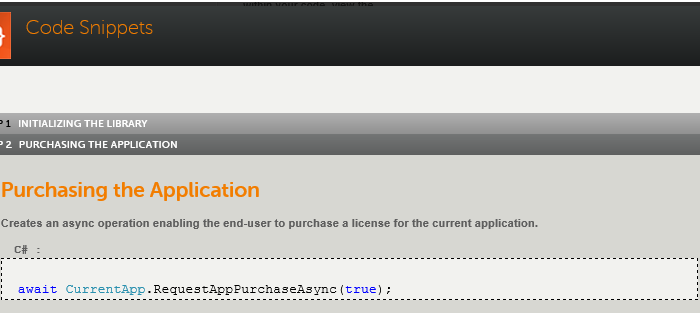 Code Snippets
}
P 1 INITIALIZING THE LIBRARY
P 2 PURCHASING THE APPLICATION
Purchasing the Application
Creates an async operation enabling the end-user to purchase a license for the current application.
C# :
await CurrentApp.RequestAppPurchaseAsync(true);